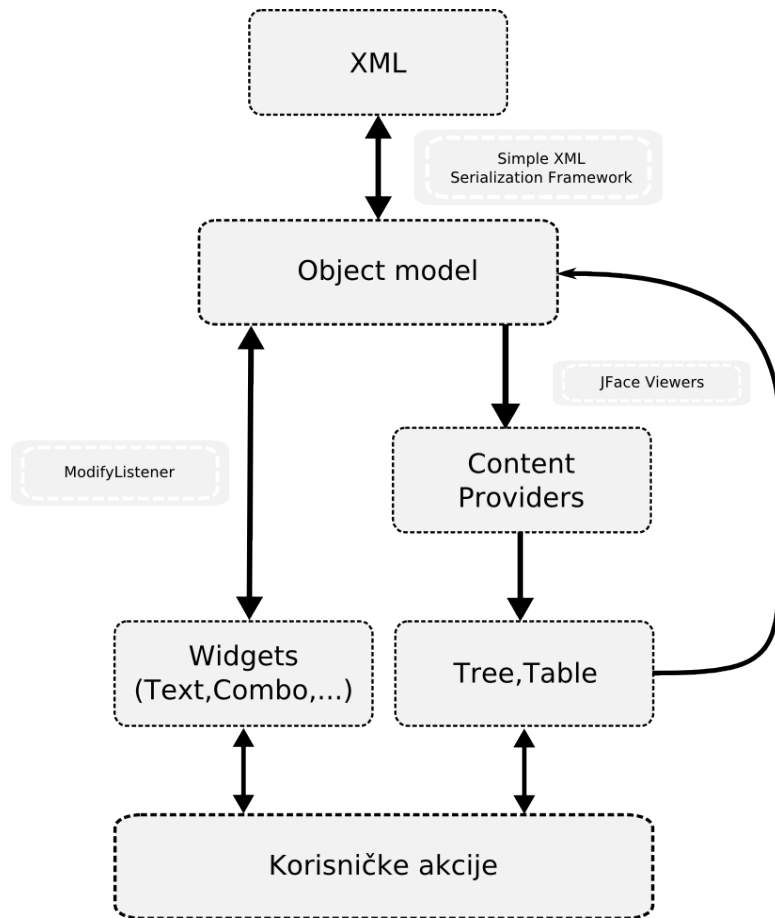 XML
Simple XML
Serialization Framework
Object model
JFace Viewers
Content
Providers
ModifyListener
Widgets
(Text,Combo,...)
Tree,Table
Korisničke akcije